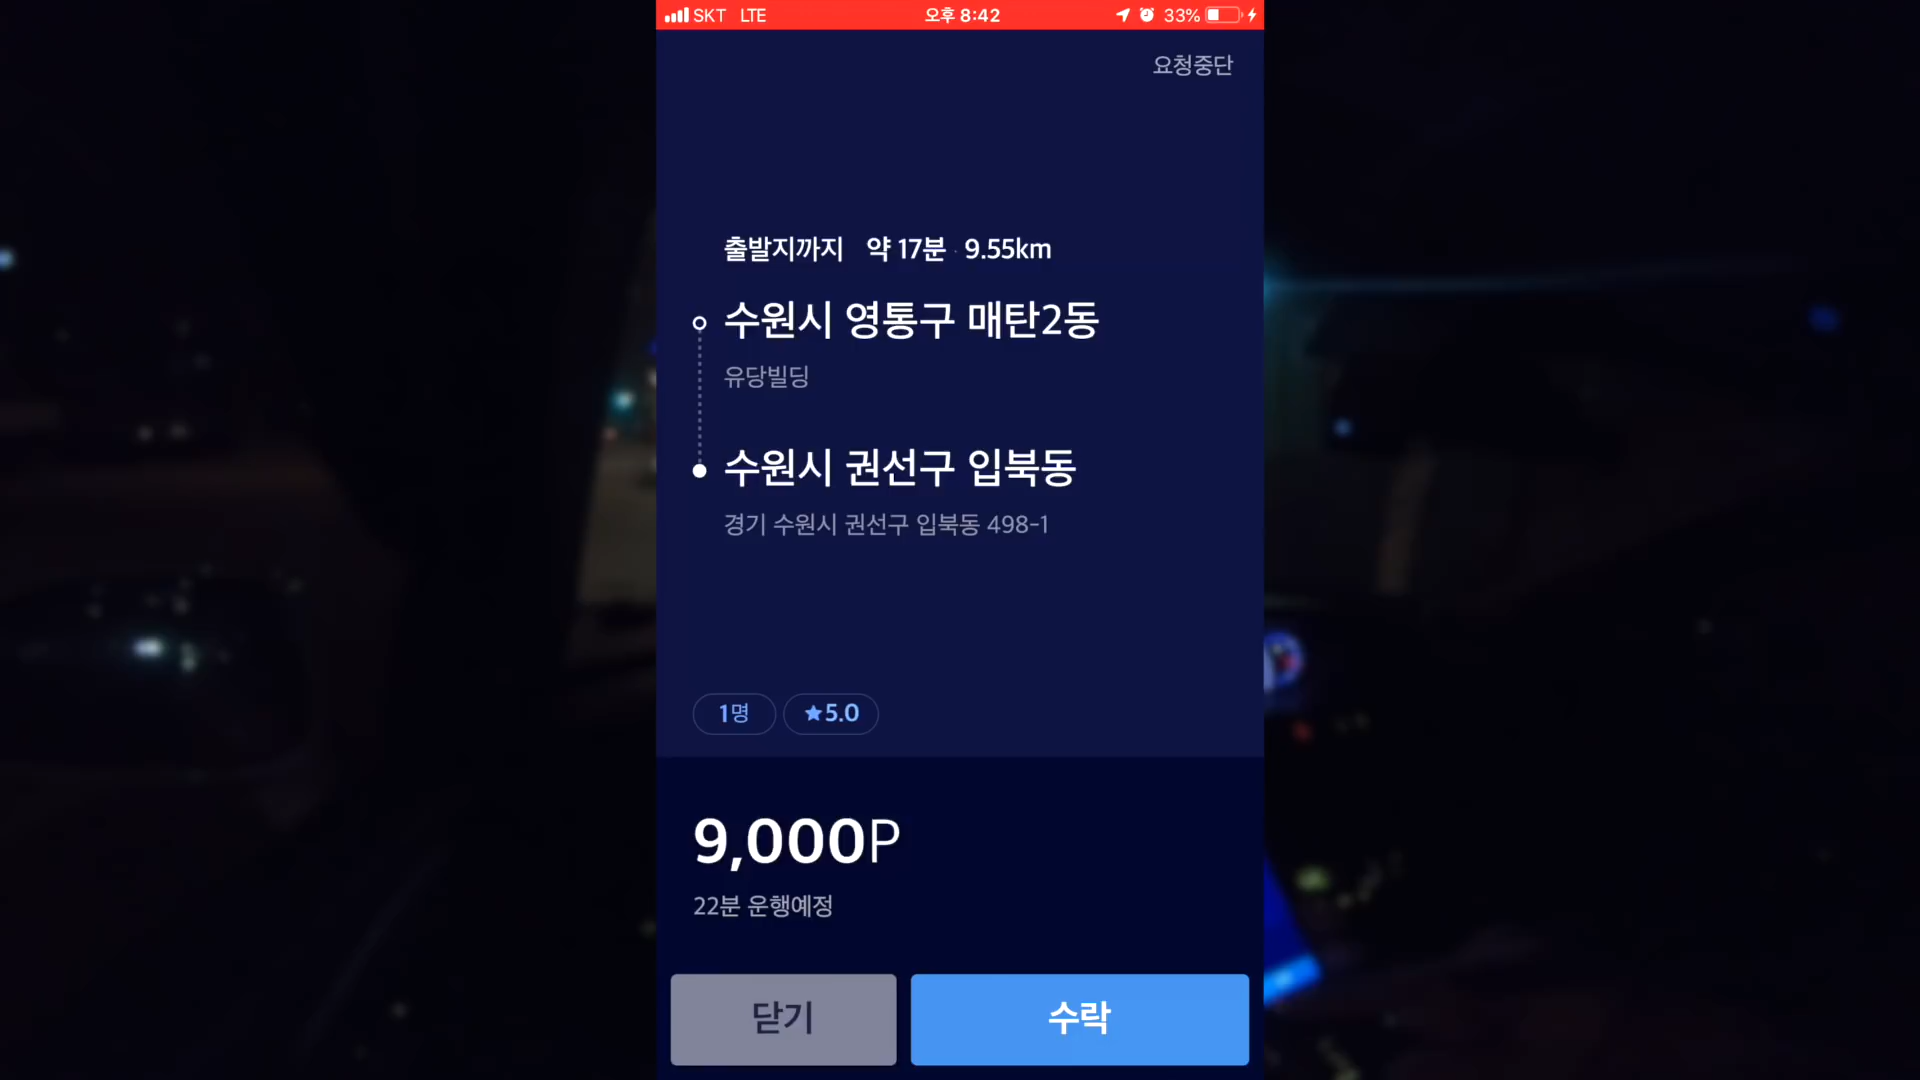 SKT LTE 오후 8:42 33%
요청중단
출발지까지 약 17분 · 9.55km
수원시 영통구 매탄2동
유당빌딩
수원시 권선구 입북동
경기 수원시 권선구 입북동 498-1
1명 ★5.0
9,000P
22분 운행예정
닫기 수락